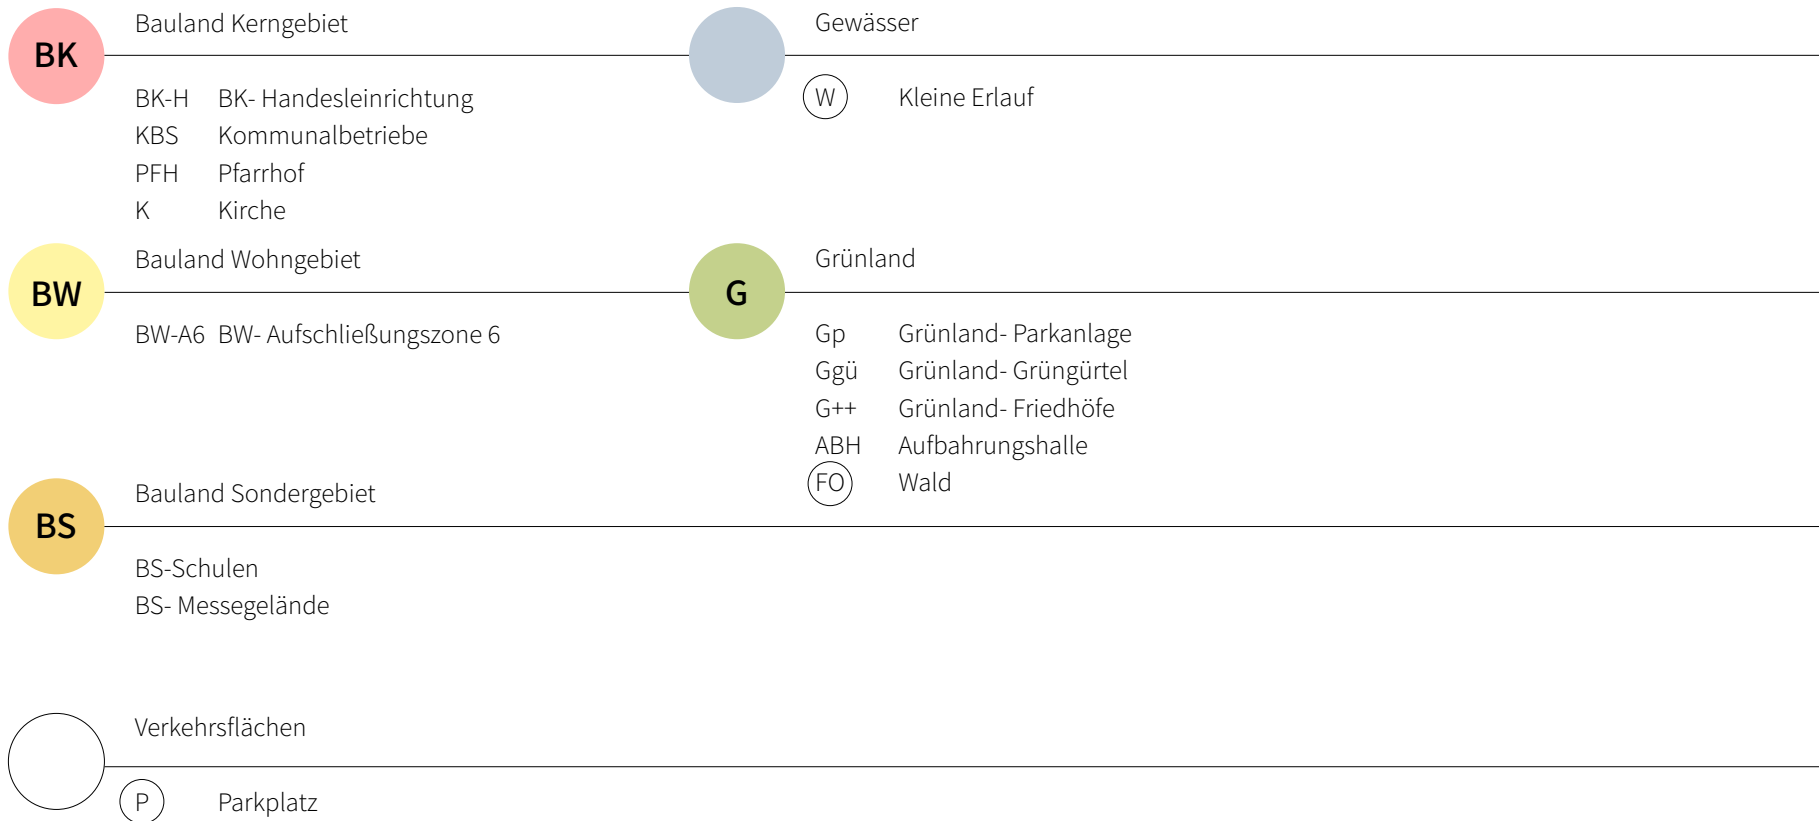 BK
Bauland Kerngebiet
BK-H BK- Handesleinrichtung
KBS Kommunalbetriebe
PFH Pfarrhof
K Kirche
Gewässer
W Kleine Erlauf
BW
Bauland Wohngebiet
BW-A6 BW- Aufschließungszone 6
G
Grünland
Gp Grünland- Parkanlage
Ggü Grünland- Grüngürtel
G++ Grünland- Friedhöfe
ABH Aufbahrungshalle
FO Wald
BS
Bauland Sondergebiet
BS-Schulen
BS- Messegelände
Verkehrsflächen
P Parkplatz